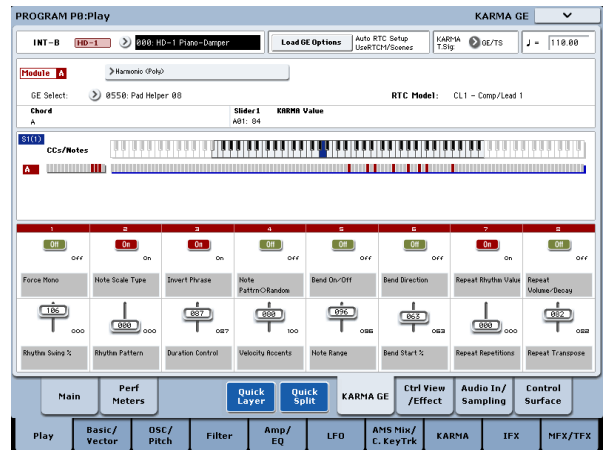 PROGRAM P0:Play KARMA GE
INT-B HD-1 000: HD-1 Piano-Damper Load GE Options Auto RTC Setup UseRTCM/Scenes KARMA T.Sig: GE/TS ♩= 110.00
Module A Harmonic (Poly)
GE Select: 0550: Pad Helper 08 RTC Model: CL1 - Comp/Lead 1
Chord Slider1 KARMA Value
A A01: 84
S1(1)
CCs/Notes
A
1 2 3 4 5 6 7 8
Off On On Off Off Off On Off
Off On On Off Off Off On Off
Force Mono Note Scale Type Invert Phrase Note Pattrn<>Random Bend On/Off Bend Direction Repeat Rhythm Value Repeat Volume/Decay
106 000 087 080 096 063 000 082
000 000 087 100 086 063 000 082
Rhythm Swing % Rhythm Pattern Duration Control Velocity Accents Note Range Bend Start % Repeat Repetitions Repeat Transpose
Main Perf Meters Quick Layer Quick Split KARMA GE Ctrl View /Effect Audio In/ Sampling Control Surface
Play Basic/ Vector OSC/ Pitch Filter Amp/ EQ LFO AMS Mix/ C. KeyTrk KARMA IFX MFX/TFX